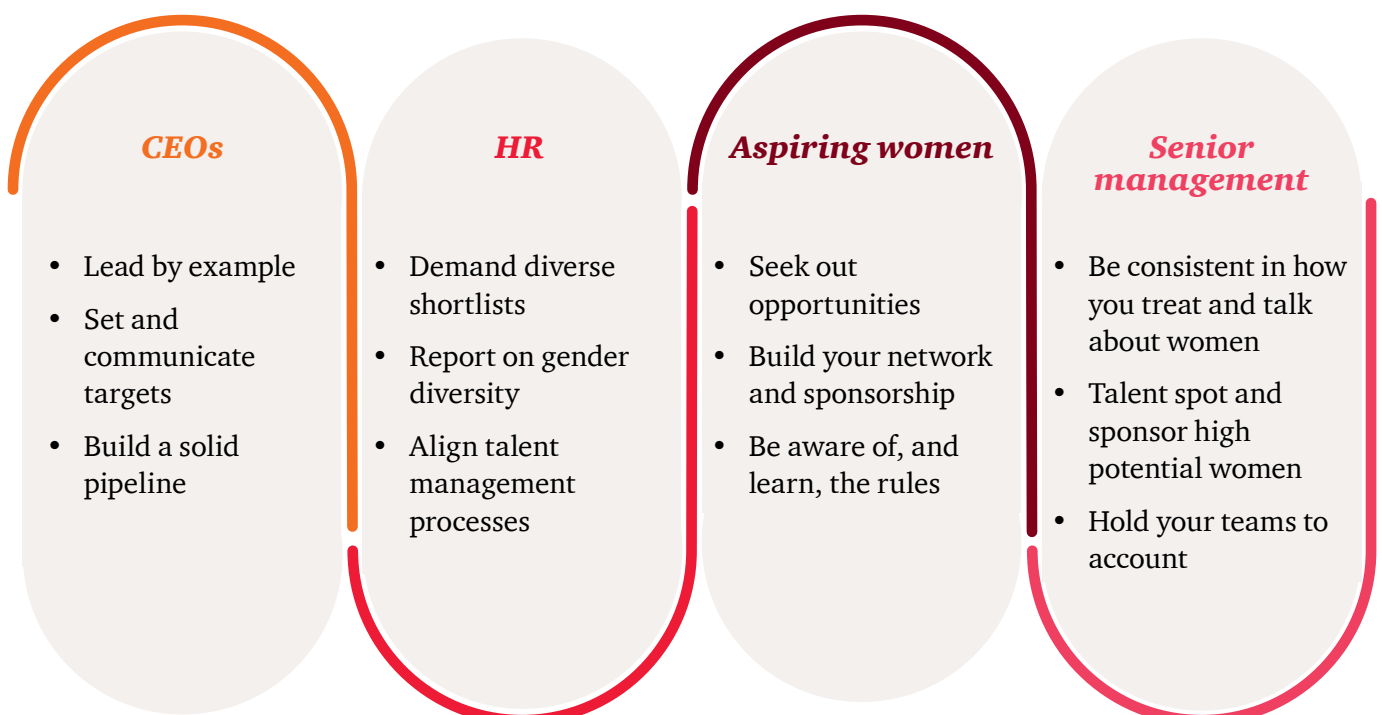 CEOs
• Lead by example
• Set and
communicate
targets
• Build a solid
pipeline
HR
• Demand diverse
shortlists
• Report on gender
diversity
• Align talent
management
processes
Aspiring women
• Seek out
opportunities
• Build your network
and sponsorship
• Be aware of, and
learn, the rules
Senior
management
• Be consistent in how
you treat and talk
about women
• Talent spot and
sponsor high
potential women
• Hold your teams to
account